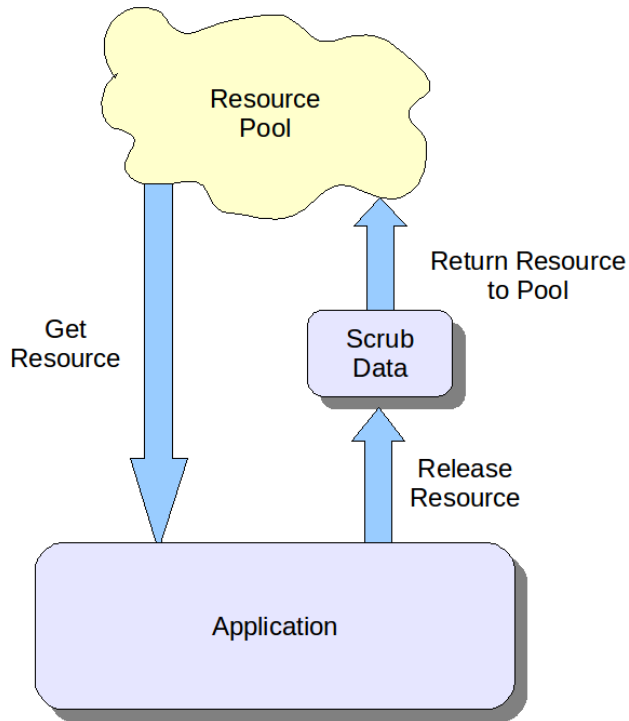 Resource
Pool
Return Resource
to Pool
Get
Resource
Scrub
Data
Release
Resource
Application